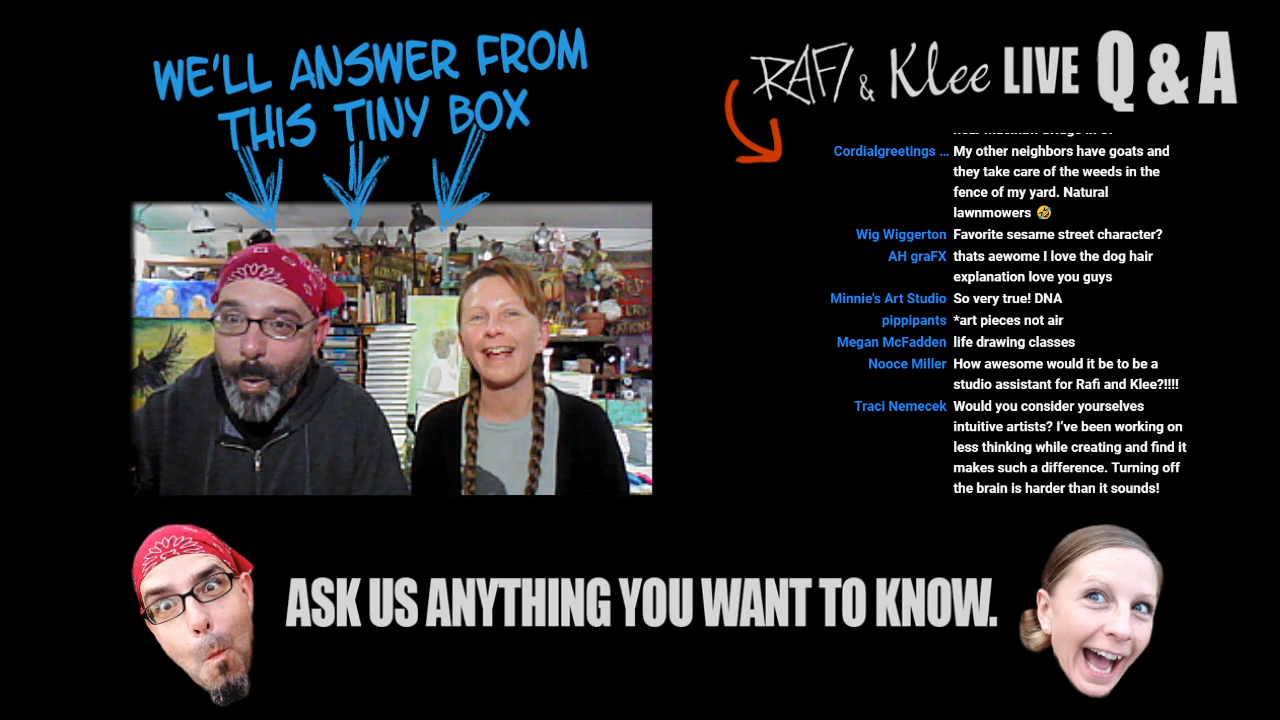 WE'LL ANSWER FROM
THIS TINY BOX
RAFI & Klee LIVE Q & A
Cordialgreetings … My other neighbors have goats and
they take care of the weeds in the
fence of my yard. Natural
lawnmowers 🤣
Wig Wiggerton Favorite sesame street character?
AH graFX thats aewome I love the dog hair
explanation love you guys
Minnie's Art Studio So very true! DNA
pippipants *art pieces not air
Megan McFadden life drawing classes
Nooce Miller How awesome would it be to be a
studio assistant for Rafi and Klee?!!!!
Traci Nemecek Would you consider yourselves
intuitive artists? I've been working on
less thinking while creating and find it
makes such a difference. Turning off
the brain is harder than it sounds!
ASK US ANYTHING YOU WANT TO KNOW.